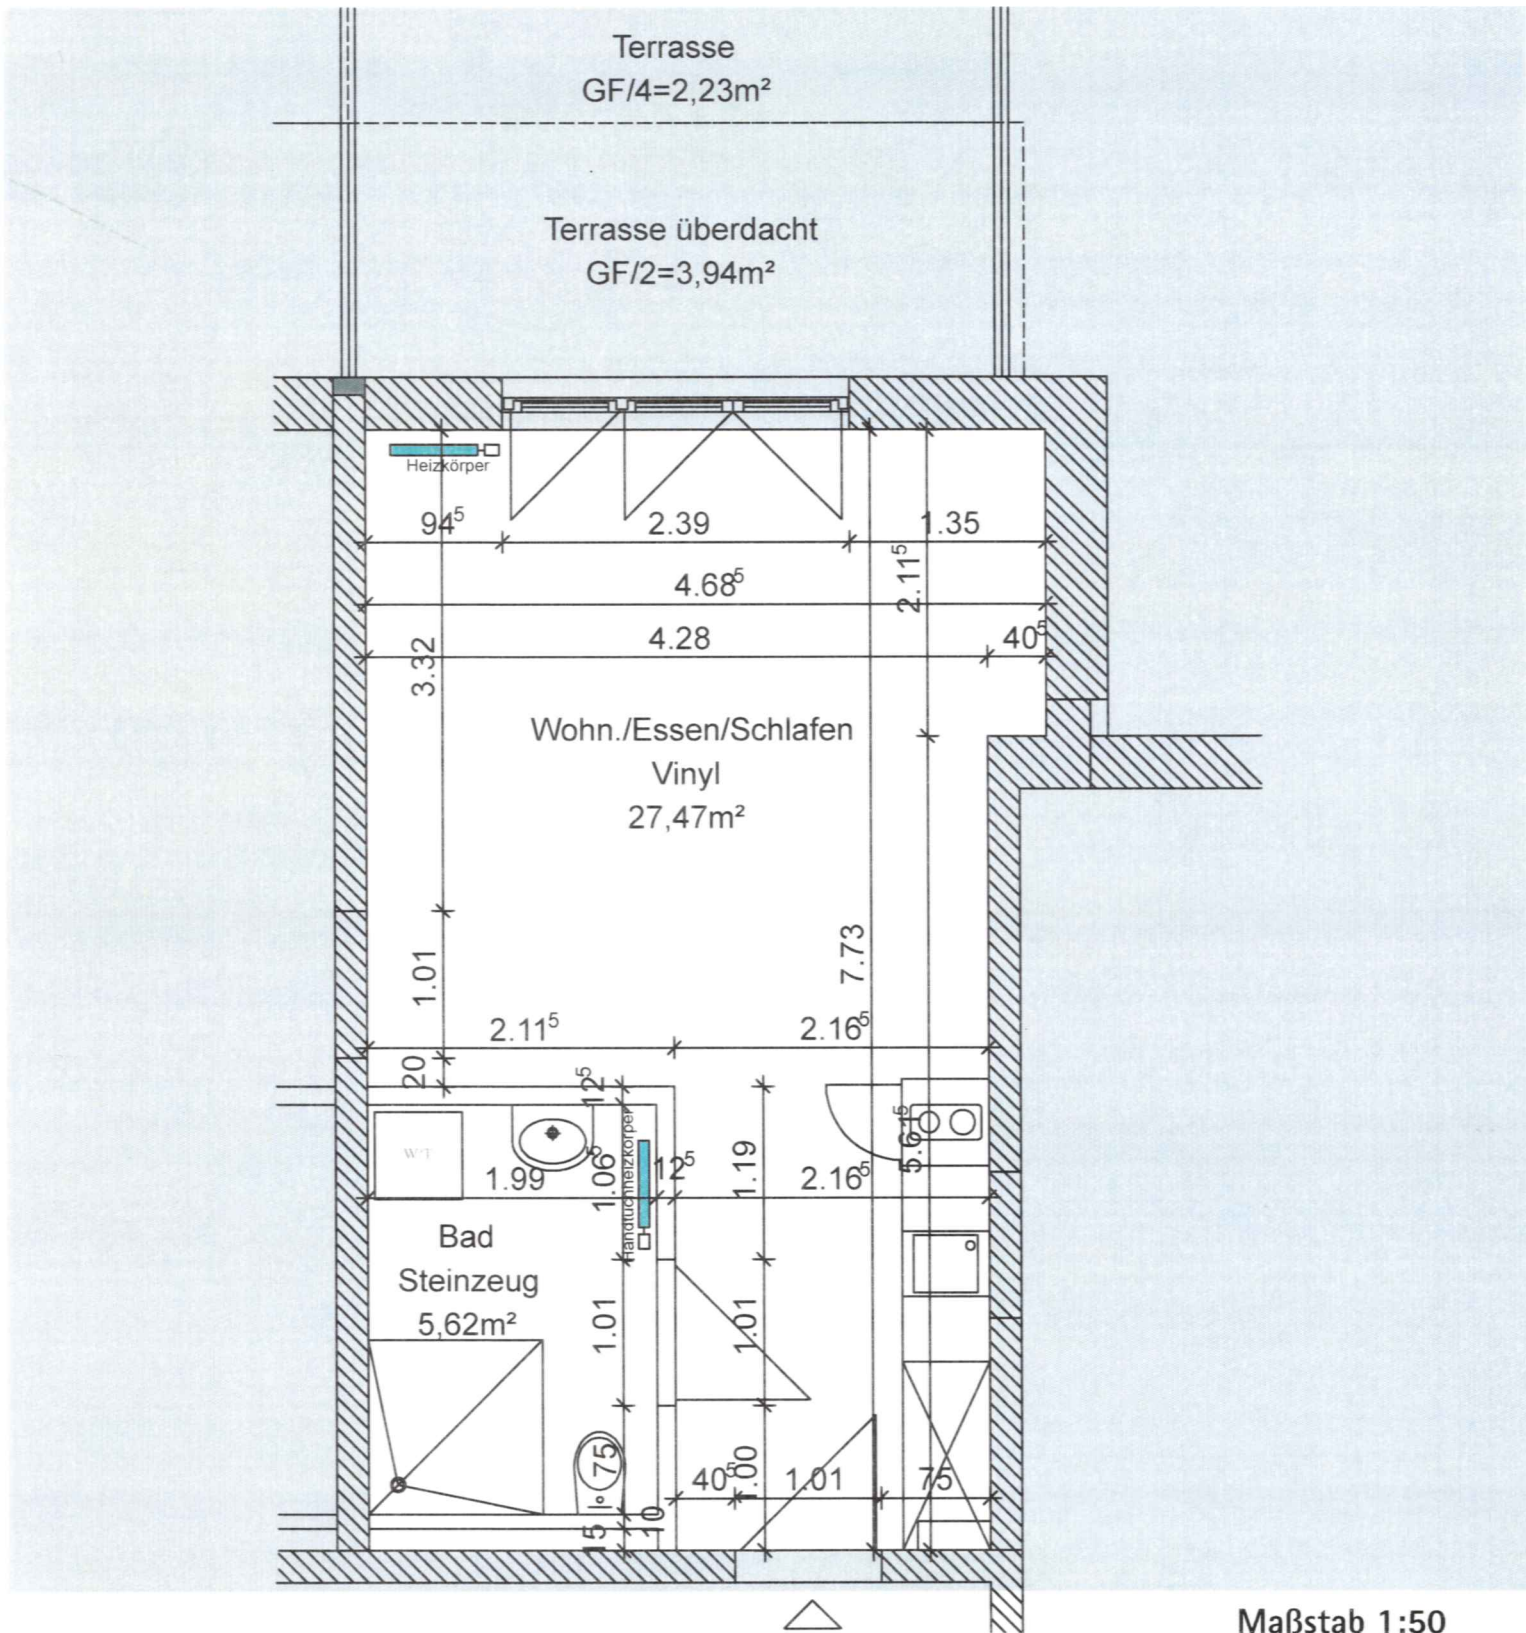 Terrasse
GF/4=2,23m²
Terrasse überdacht
GF/2=3,94m²
Heizkörper
94⁵
2.39
1.35
2.11⁵
4.68⁵
4.28
40⁵
3.32
Wohn./Essen/Schlafen
Vinyl
27,47m²
7.73
1.01
2.11⁵
2.16⁵
20
12⁵
Handtuchheizkörper
5.61⁵
WT
1.99
1.06⁵
12⁵
1.19
2.16⁵
Bad
Steinzeug
5,62m²
1.01
1.01
75
40⁵
1.00
1.01
75
15
10
Maßstab 1:50